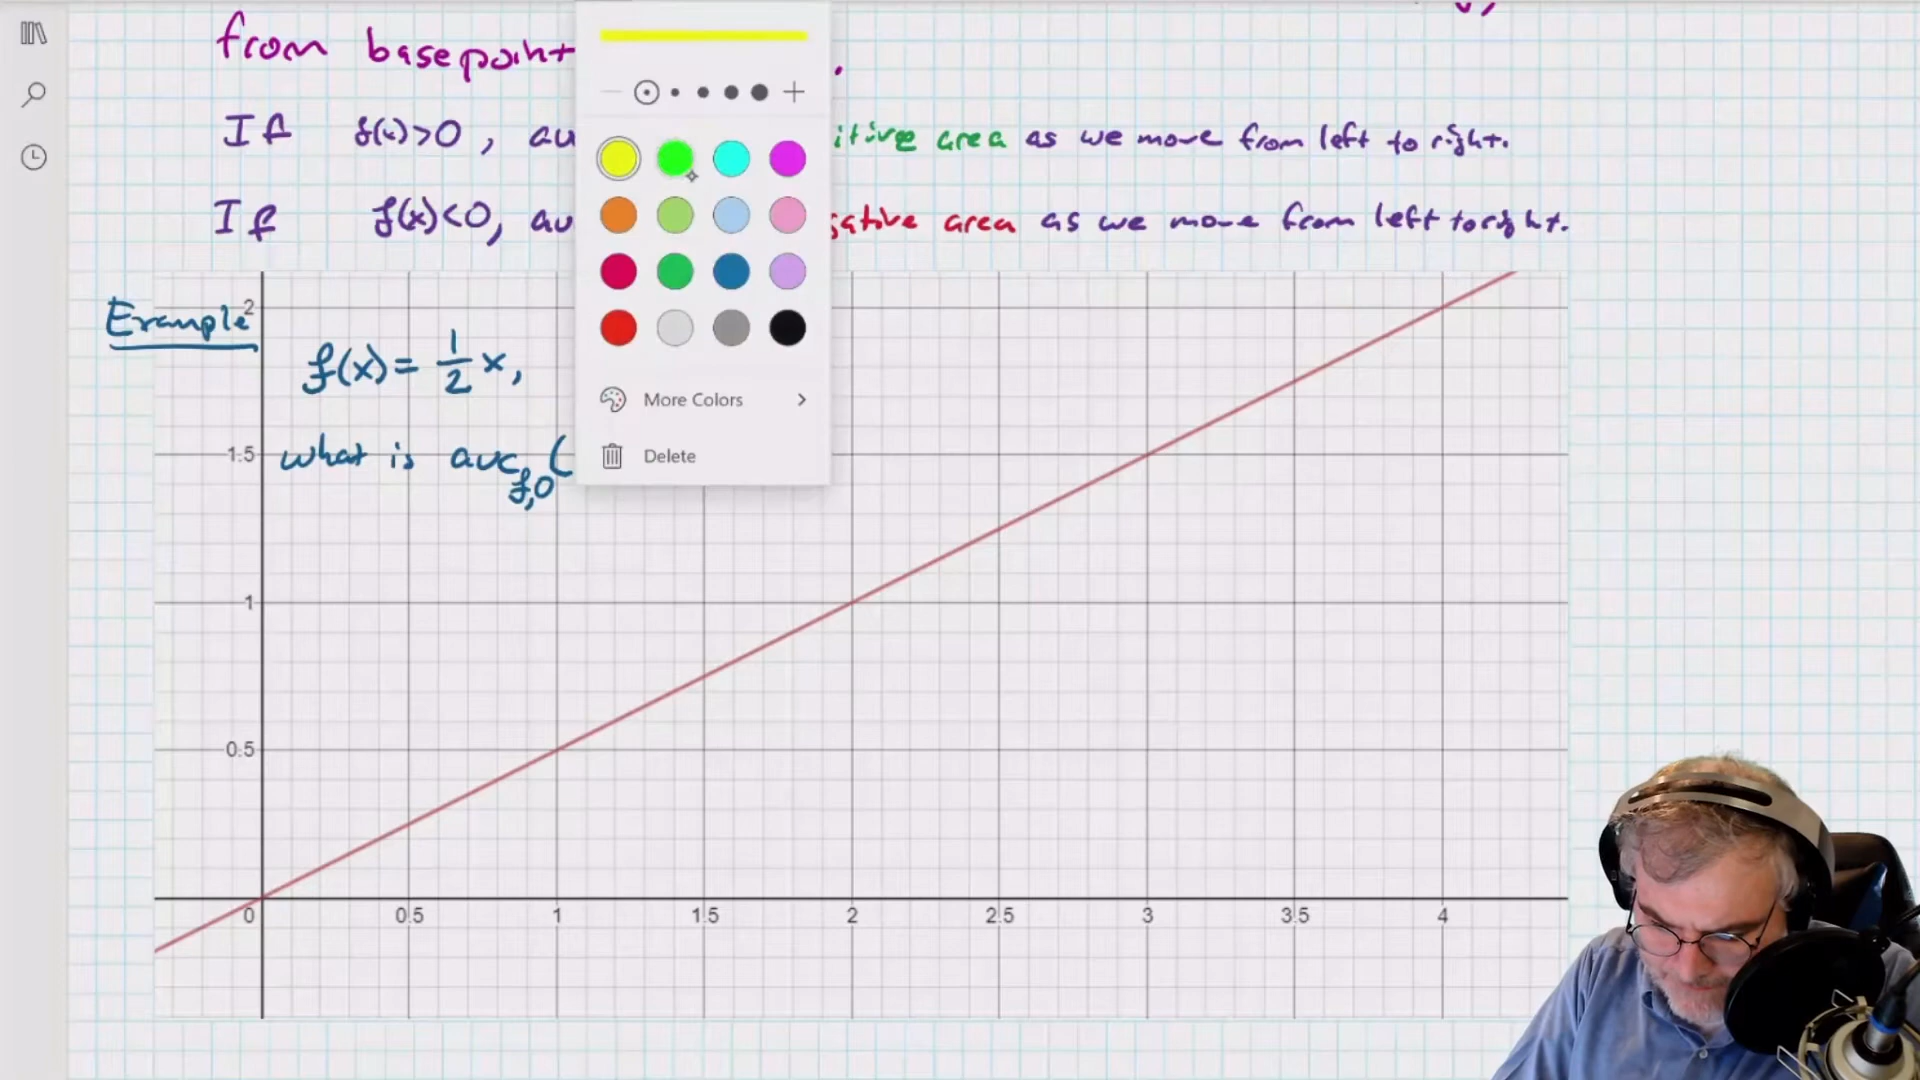 from basepoint .
If f(x)>0, au itive area as we move from left to right.
If f(x)<0, au gative area as we move from left to right.
Example
f(x) = 1/2 x,
what is auc f,0 (
More Colors
Delete
2
1.5
1
0.5
0 0.5 1 1.5 2 2.5 3 3.5 4